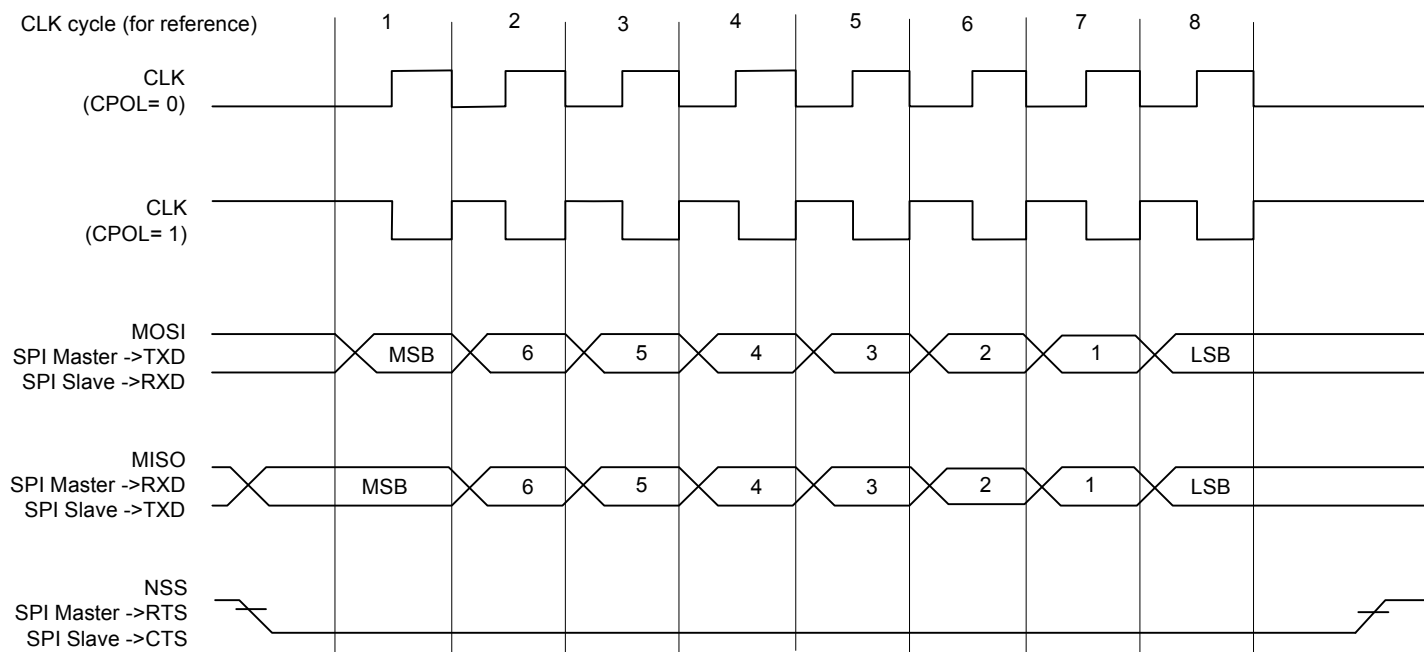 CLK cycle (for reference) 1 2 3 4 5 6 7 8
CLK
(CPOL= 0)
CLK
(CPOL= 1)
MOSI
SPI Master ->TXD
SPI Slave ->RXD
MSB 6 5 4 3 2 1 LSB
MISO
SPI Master ->RXD
SPI Slave ->TXD
MSB 6 5 4 3 2 1 LSB
NSS
SPI Master ->RTS
SPI Slave ->CTS